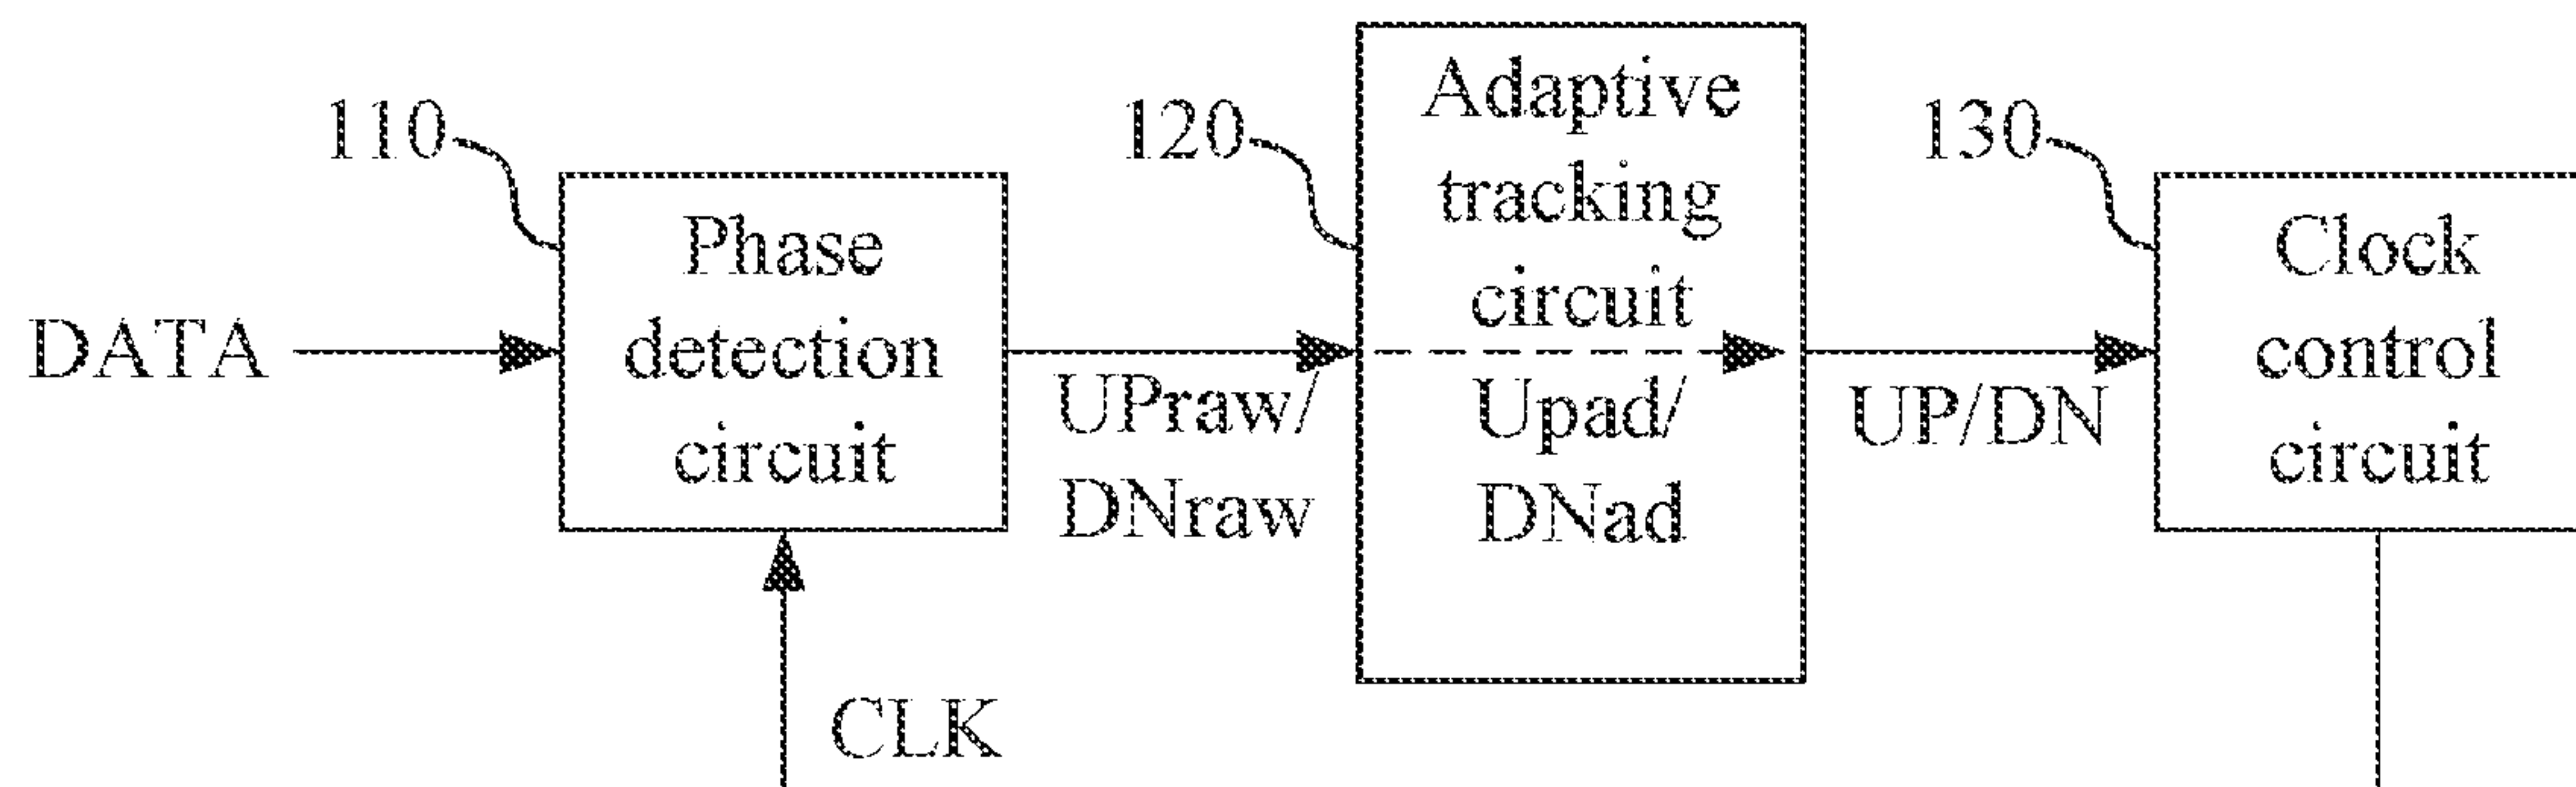 110
120
130
DATA
Phase
detection
circuit
UPraw/
DNraw
Adaptive
tracking
circuit
Upad/
DNad
UP/DN
Clock
control
circuit
CLK